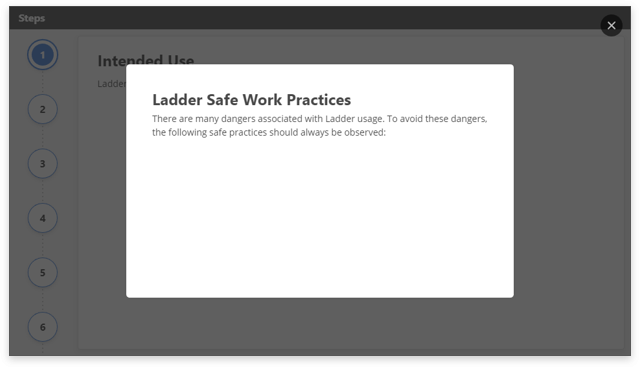 Steps
1
Intended Use
Ladder
2
3
4
5
6
Ladder Safe Work Practices
There are many dangers associated with Ladder usage. To avoid these dangers,
the following safe practices should always be observed: